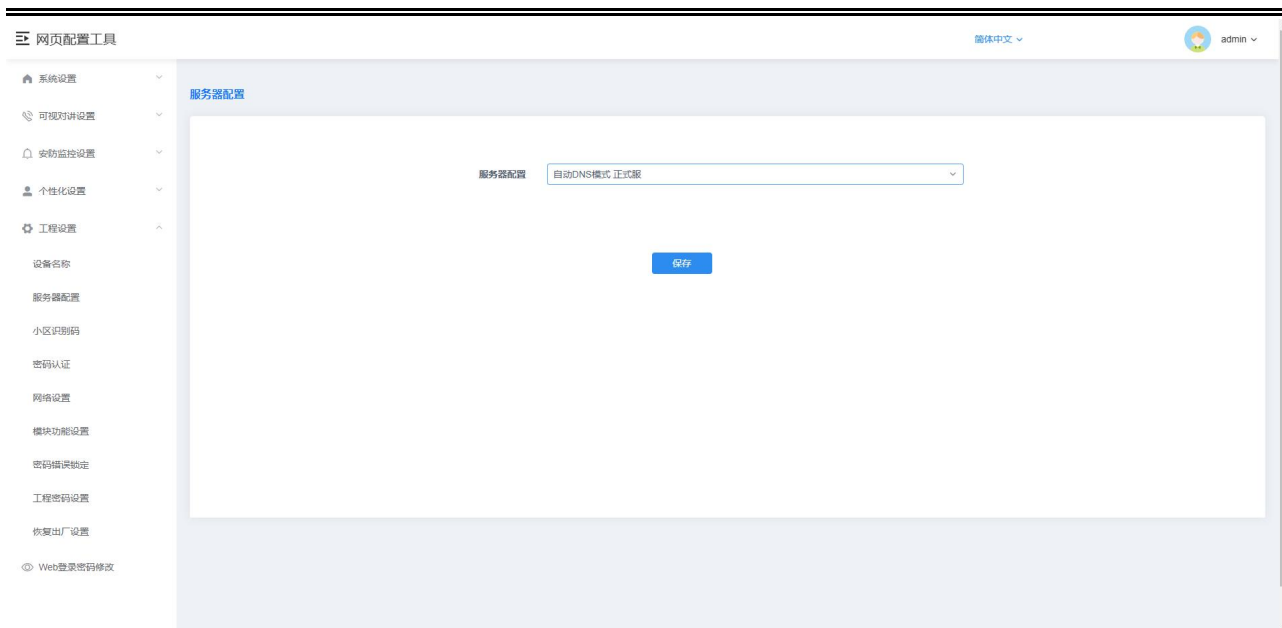 网页配置工具
简体中文
admin
系统设置
可视对讲设置
安防监控设置
个性化设置
工程设置
设备名称
服务器配置
小区识别码
密码认证
网络设置
模块功能设置
密码错误锁定
工程密码设置
恢复出厂设置
Web登录密码修改
服务器配置
服务器配置 自动DNS模式 正式服
保存